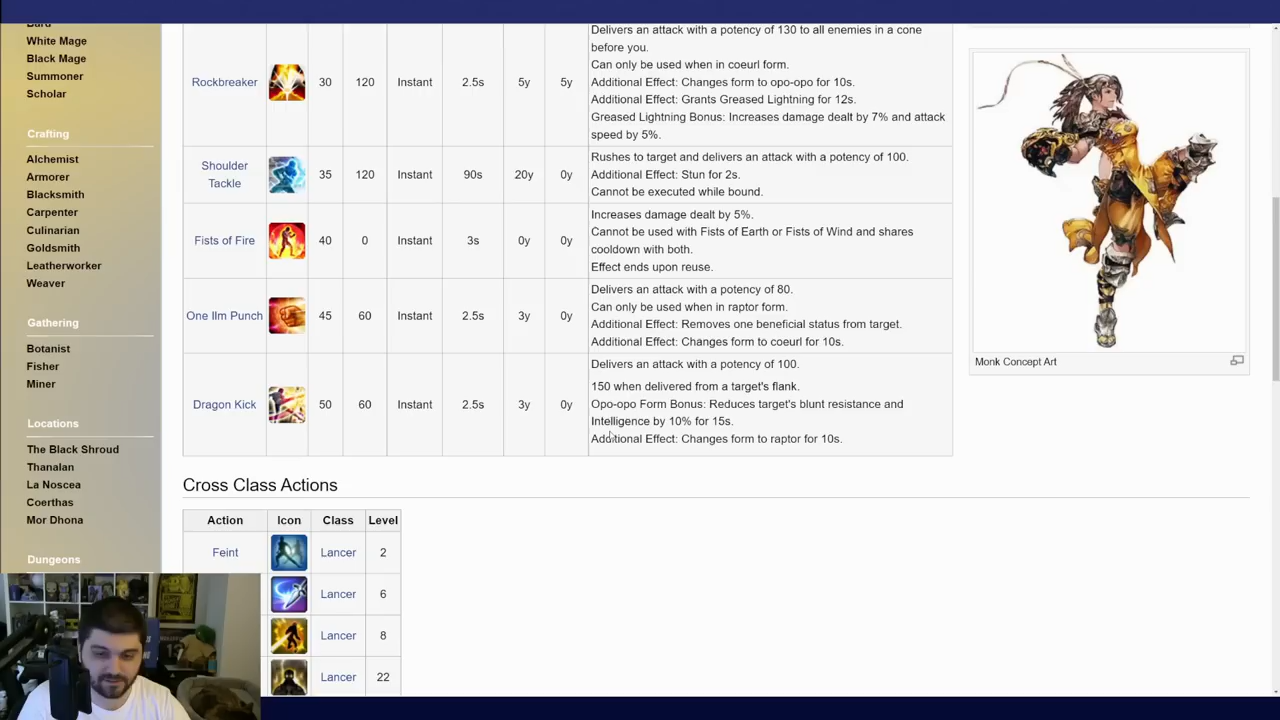 Bard
White Mage
Black Mage
Summoner
Scholar
Crafting
Alchemist
Armorer
Blacksmith
Carpenter
Culinarian
Goldsmith
Leatherworker
Weaver
Gathering
Botanist
Fisher
Miner
Locations
The Black Shroud
Thanalan
La Noscea
Coerthas
Mor Dhona
Dungeons
Rockbreaker 30 120 Instant 2.5s 5y 5y
Delivers an attack with a potency of 130 to all enemies in a cone
before you.
Can only be used when in coeurl form.
Additional Effect: Changes form to opo-opo for 10s.
Additional Effect: Grants Greased Lightning for 12s.
Greased Lightning Bonus: Increases damage dealt by 7% and attack
speed by 5%.
Shoulder
Tackle
35 120 Instant 90s 20y 0y
Rushes to target and delivers an attack with a potency of 100.
Additional Effect: Stun for 2s.
Cannot be executed while bound.
Fists of Fire 40 0 Instant 3s 0y 0y
Increases damage dealt by 5%.
Cannot be used with Fists of Earth or Fists of Wind and shares
cooldown with both.
Effect ends upon reuse.
One Ilm Punch 45 60 Instant 2.5s 3y 0y
Delivers an attack with a potency of 80.
Can only be used when in raptor form.
Additional Effect: Removes one beneficial status from target.
Additional Effect: Changes form to coeurl for 10s.
Dragon Kick 50 60 Instant 2.5s 3y 0y
Delivers an attack with a potency of 100.
150 when delivered from a target's flank.
Opo-opo Form Bonus: Reduces target's blunt resistance and
Intelligence by 10% for 15s.
Additional Effect: Changes form to raptor for 10s.
Monk Concept Art
Cross Class Actions
Action Icon Class Level
Feint Lancer 2
Lancer 6
Lancer 8
Lancer 22